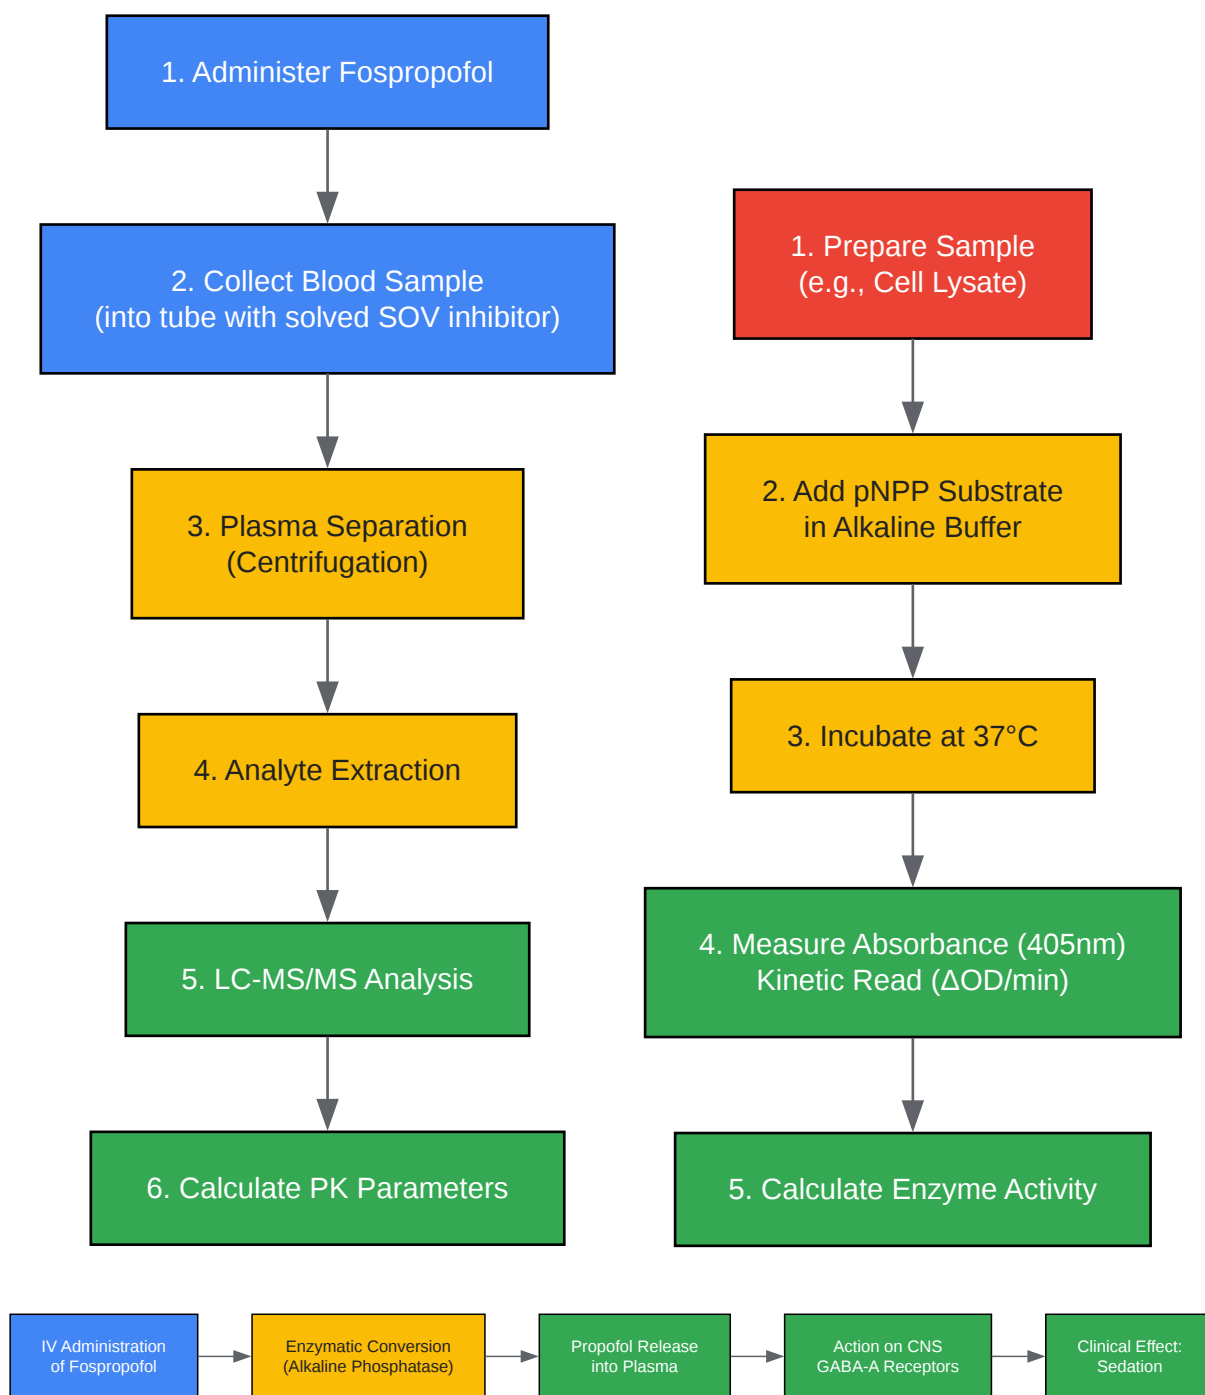 1. Administer Fospropofol
2. Collect Blood Sample
(into tube with solved SOV inhibitor)
3. Plasma Separation
(Centrifugation)
4. Analyte Extraction
5. LC-MS/MS Analysis
6. Calculate PK Parameters
1. Prepare Sample
(e.g., Cell Lysate)
2. Add pNPP Substrate
in Alkaline Buffer
3. Incubate at 37°C
4. Measure Absorbance (405nm)
Kinetic Read (ΔOD/min)
5. Calculate Enzyme Activity
IV Administration
of Fospropofol
Enzymatic Conversion
(Alkaline Phosphatase)
Propofol Release
into Plasma
Action on CNS
GABA-A Receptors
Clinical Effect:
Sedation